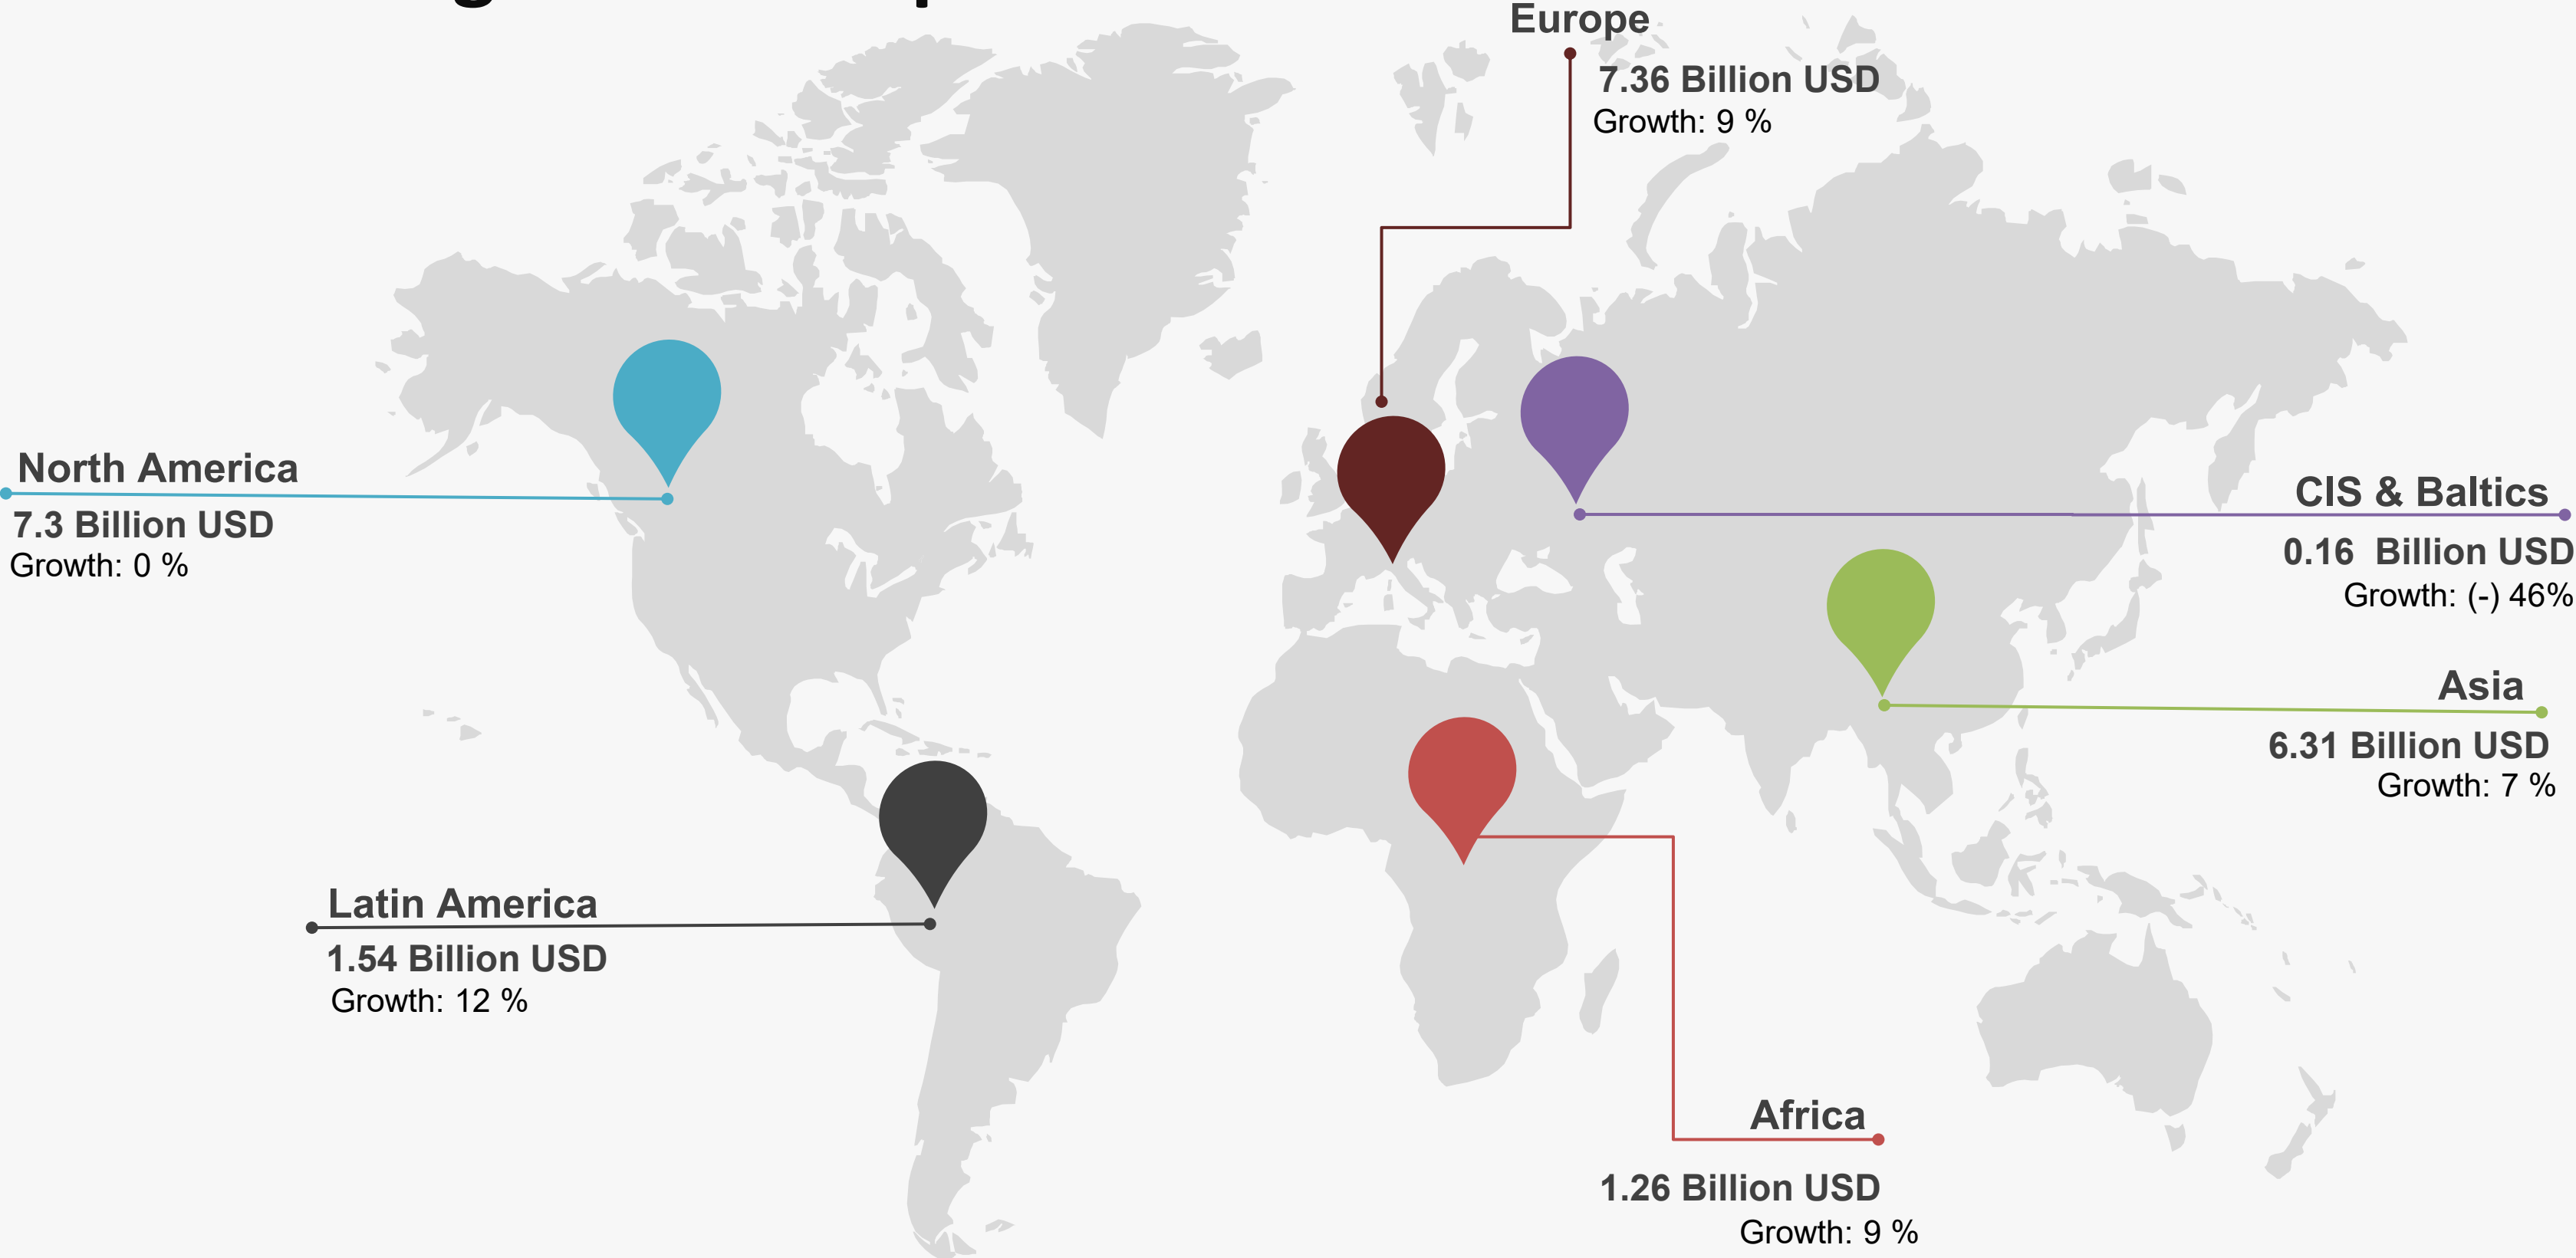 Europe
7.36 Billion USD
Growth: 9 %
North America
7.3 Billion USD
Growth: 0 %
CIS & Baltics
0.16 Billion USD
Growth: (-) 46%
Asia
6.31 Billion USD
Growth: 7 %
Latin America
1.54 Billion USD
Growth: 12 %
Africa
1.26 Billion USD
Growth: 9 %